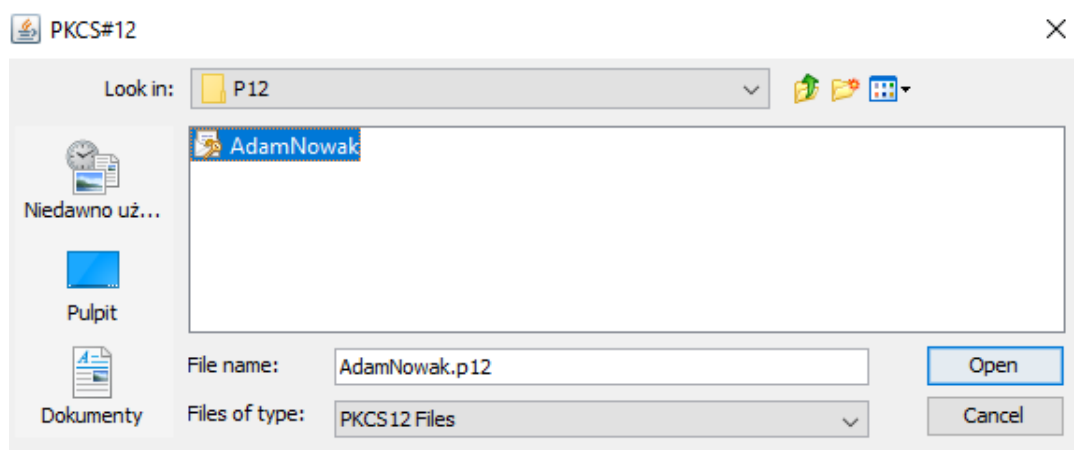 PKCS#12
Look in:
P12
AdamNowak
Niedawno uż...
Pulpit
Dokumenty
File name:
AdamNowak.p12
Open
Files of type:
PKCS12 Files
Cancel